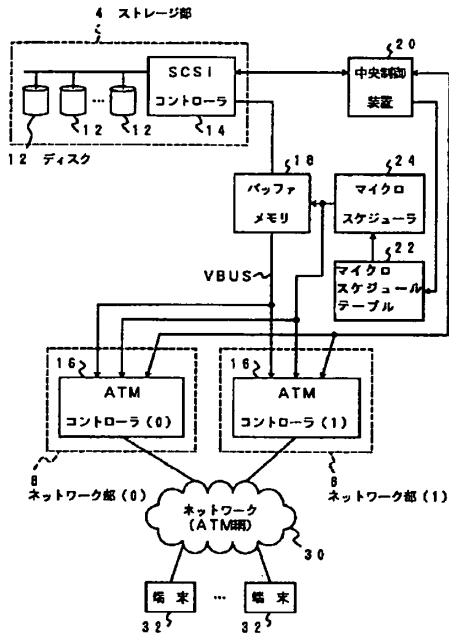 4 ストレージ部
SCSI
コントローラ
14
12 12
12 ディスク
20
中央制御
装置
18
バッファ
メモリ
24
マイクロ
スケジューラ
22
マイクロ
スケジュール
テーブル
VBUS
16
ATM
コントローラ(0)
16
ATM
コントローラ(1)
8
ネットワーク部(0)
8
ネットワーク部(1)
ネットワーク
(ATM網)
30
端末 … 端末
32 32